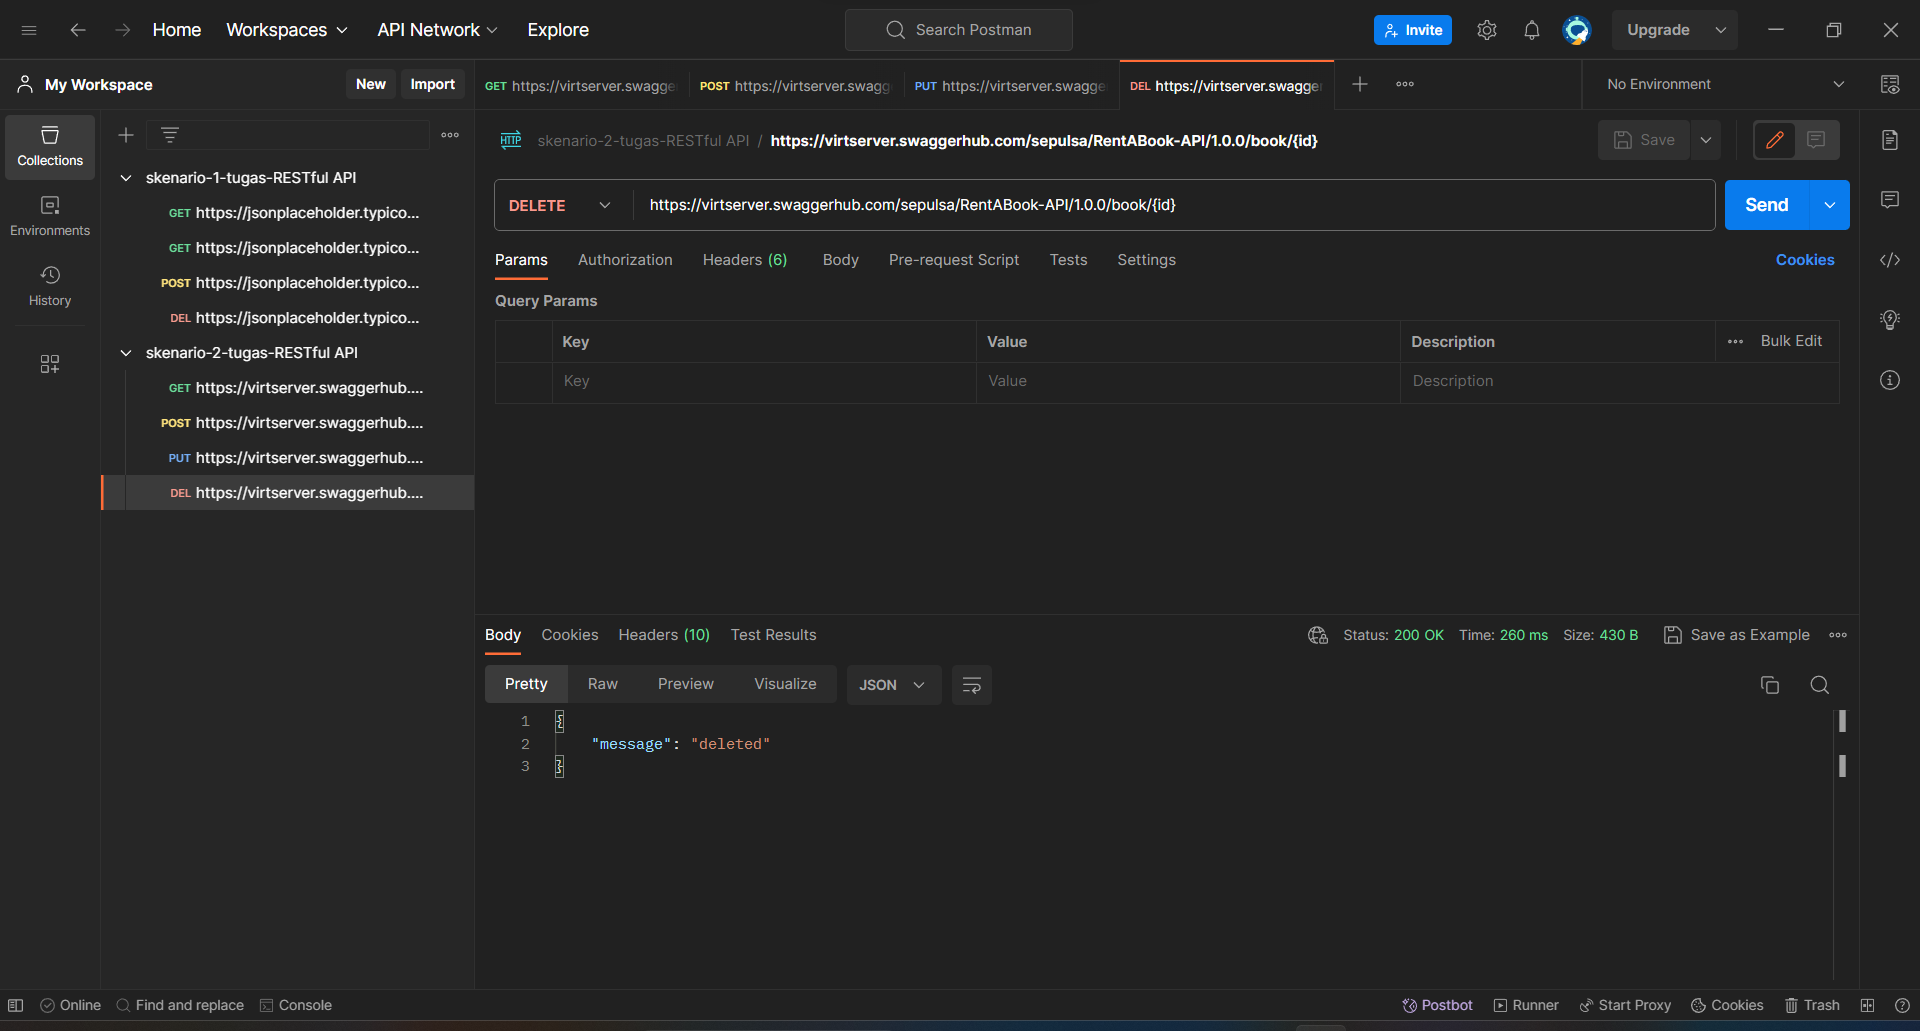 Home Workspaces API Network Explore Search Postman Invite Upgrade
My Workspace New Import GET https://virtserver.swagge POST https://virtserver.swagg PUT https://virtserver.swagge DEL https://virtserver.swagger No Environment
Collections
Environments
History
skenario-1-tugas-RESTful API
GET https://jsonplaceholder.typico...
GET https://jsonplaceholder.typico...
POST https://jsonplaceholder.typico...
DEL https://jsonplaceholder.typico...
skenario-2-tugas-RESTful API
GET https://virtserver.swaggerhub....
POST https://virtserver.swaggerhub....
PUT https://virtserver.swaggerhub....
DEL https://virtserver.swaggerhub....
HTTP skenario-2-tugas-RESTful API / https://virtserver.swaggerhub.com/sepulsa/RentABook-API/1.0.0/book/{id} Save
DELETE https://virtserver.swaggerhub.com/sepulsa/RentABook-API/1.0.0/book/{id} Send
Params Authorization Headers (6) Body Pre-request Script Tests Settings Cookies
Query Params
Key Value Description Bulk Edit
Key Value Description
Body Cookies Headers (10) Test Results Status: 200 OK Time: 260 ms Size: 430 B Save as Example
Pretty Raw Preview Visualize JSON
1 {
2 "message": "deleted"
3 }
Online Find and replace Console Postbot Runner Start Proxy Cookies Trash